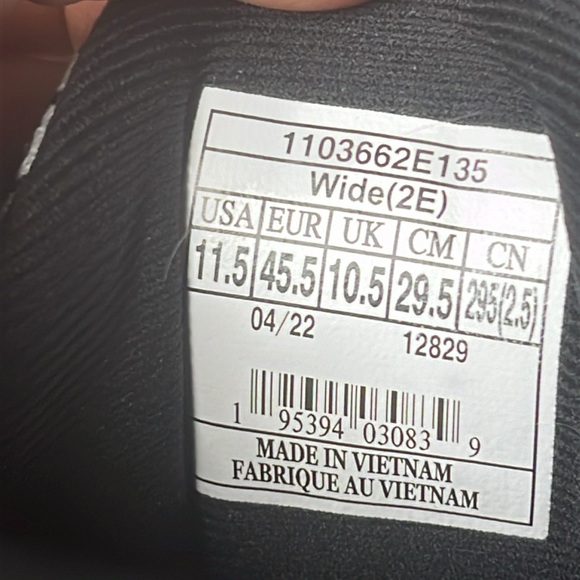 1103662E135
Wide(2E)
USA EUR UK CM CN
11.5 45.5 10.5 29.5 295(2.5)
04/22 12829
1 95394 03083 9
MADE IN VIETNAM
FABRIQUE AU VIETNAM